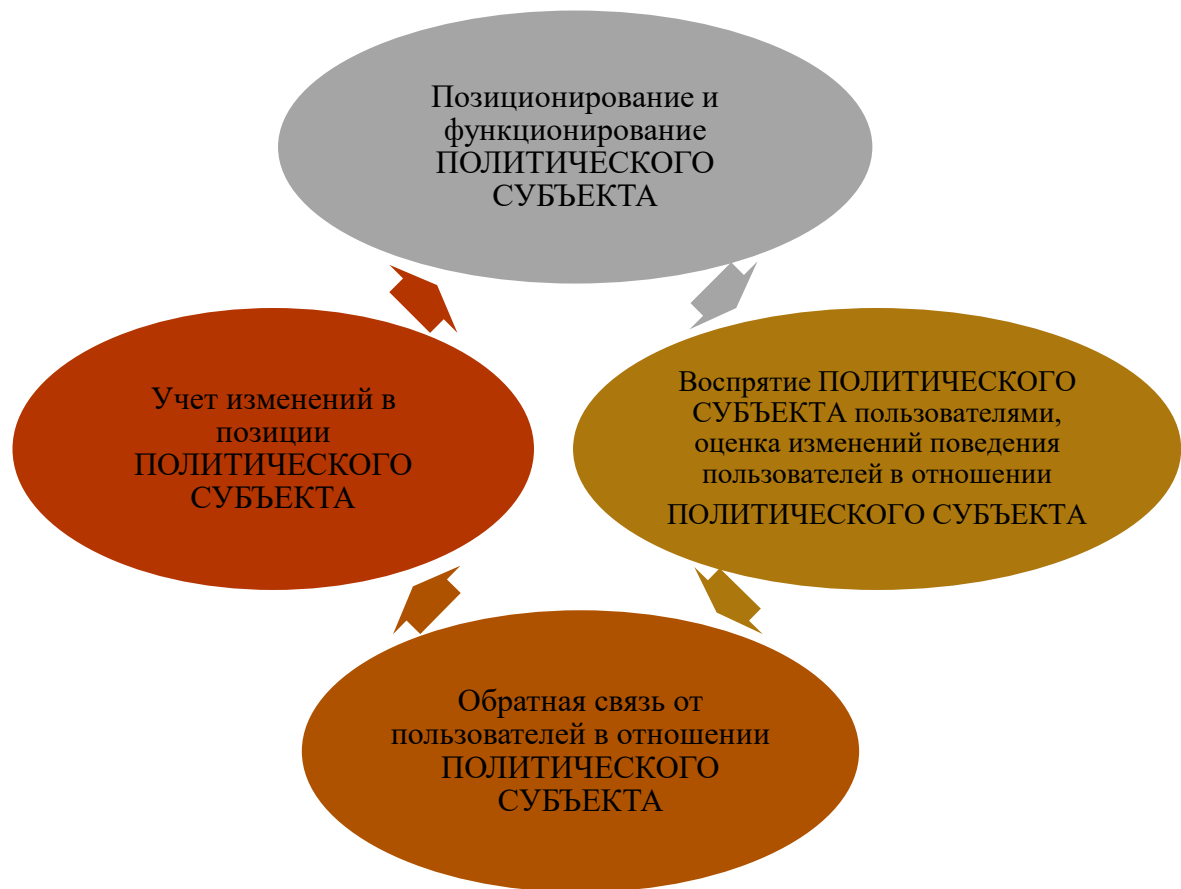 Позиционирование и
функционирование
ПОЛИТИЧЕСКОГО
СУБЪЕКТА
Воспрятие ПОЛИТИЧЕСКОГО
СУБЪЕКТА пользователями,
оценка изменений поведения
пользователей в отношении
ПОЛИТИЧЕСКОГО СУБЪЕКТА
Обратная связь от
пользователей в отношении
ПОЛИТИЧЕСКОГО
СУБЪЕКТА
Учет изменений в
позиции
ПОЛИТИЧЕСКОГО
СУБЪЕКТА